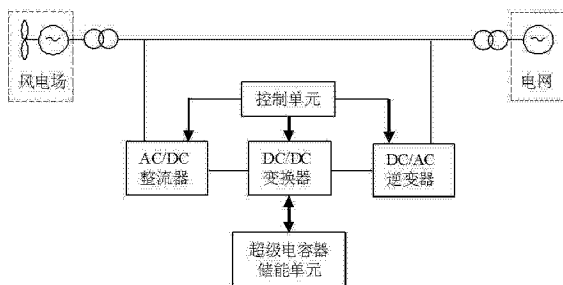 风电场
电网
控制单元
AC/DC
整流器
DC/DC
变换器
DC/AC
逆变器
超级电容器
储能单元